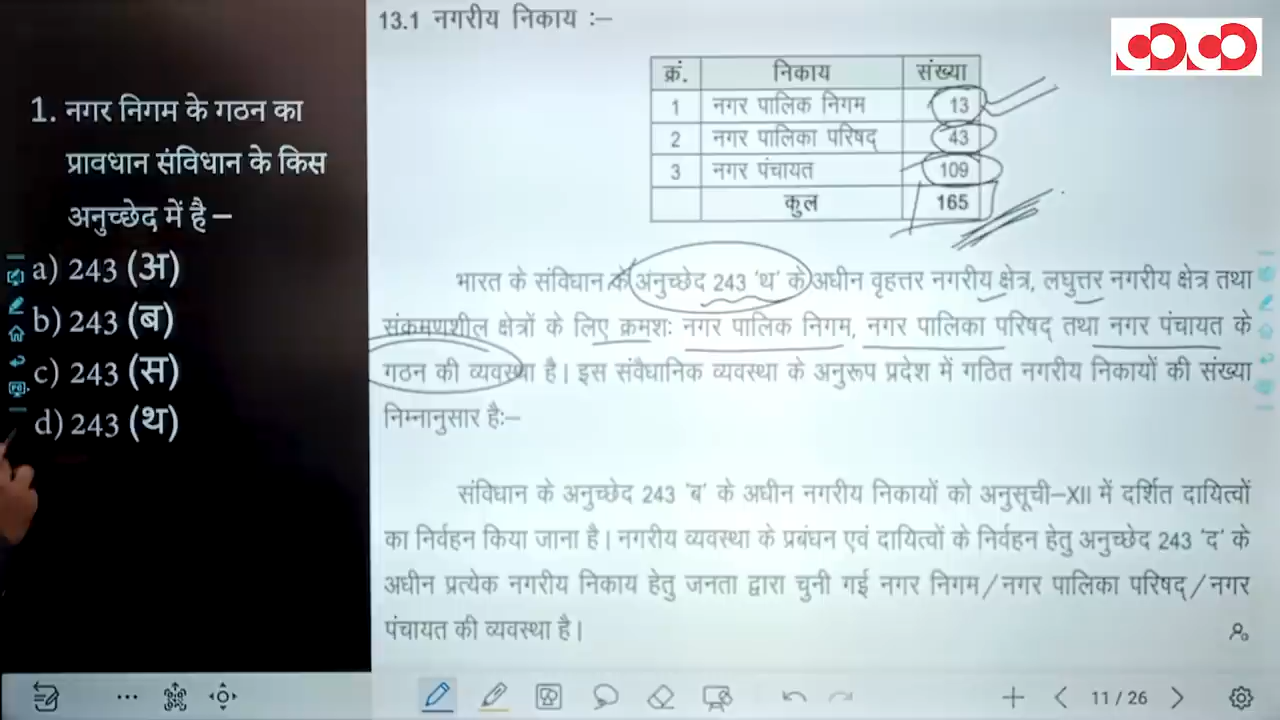 1. नगर निगम के गठन का
प्रावधान संविधान के किस
अनुच्छेद में है –
a) 243 (अ)
b) 243 (ब)
c) 243 (स)
d) 243 (थ)
13.1 नगरीय निकाय :–
क्रं. निकाय संख्या
1 नगर पालिक निगम 13
2 नगर पालिका परिषद् 43
3 नगर पंचायत 109
कुल 165
भारत के संविधान के अनुच्छेद 243 'थ' के अधीन वृहत्तर नगरीय क्षेत्र, लघुत्तर नगरीय क्षेत्र तथा
संक्रमणशील क्षेत्रों के लिए क्रमशः नगर पालिक निगम, नगर पालिका परिषद् तथा नगर पंचायत के
गठन की व्यवस्था है। इस संवैधानिक व्यवस्था के अनुरूप प्रदेश में गठित नगरीय निकायों की संख्या
निम्नानुसार है:–
संविधान के अनुच्छेद 243 'ब' के अधीन नगरीय निकायों को अनुसूची–XII में दर्शित दायित्वों
का निर्वहन किया जाना है। नगरीय व्यवस्था के प्रबंधन एवं दायित्वों के निर्वहन हेतु अनुच्छेद 243 'द' के
अधीन प्रत्येक नगरीय निकाय हेतु जनता द्वारा चुनी गई नगर निगम/नगर पालिका परिषद्/नगर
पंचायत की व्यवस्था है।
11 / 26